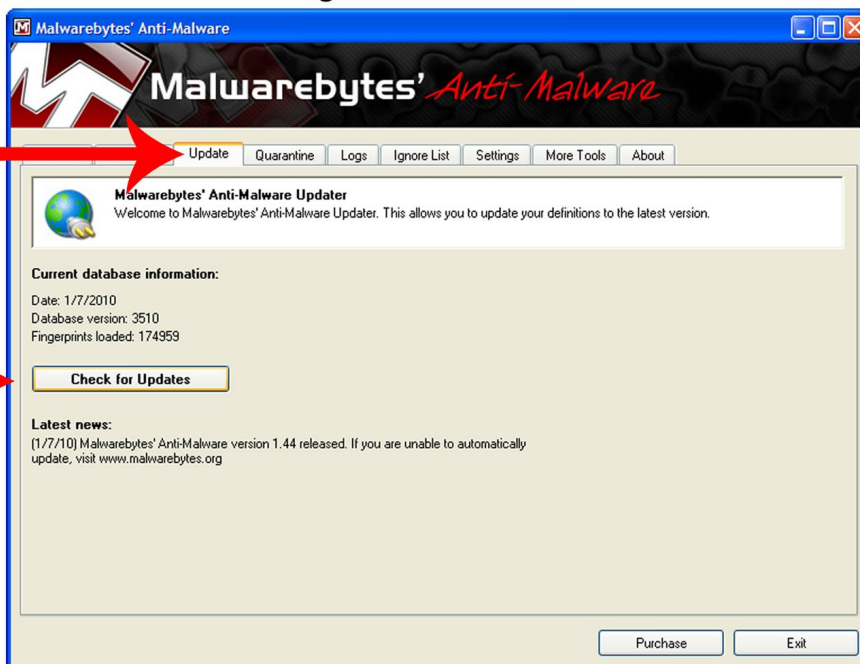 Malwarebytes' Anti-Malware
Malwarebytes' Anti-Malware
Update Quarantine Logs Ignore List Settings More Tools About
Malwarebytes' Anti-Malware Updater
Welcome to Malwarebytes' Anti-Malware Updater. This allows you to update your definitions to the latest version.
Current database information:
Date: 1/7/2010
Database version: 3510
Fingerprints loaded: 174959
Check for Updates
Latest news:
(1/7/10) Malwarebytes' Anti-Malware version 1.44 released. If you are unable to automatically
update, visit www.malwarebytes.org
Purchase Exit